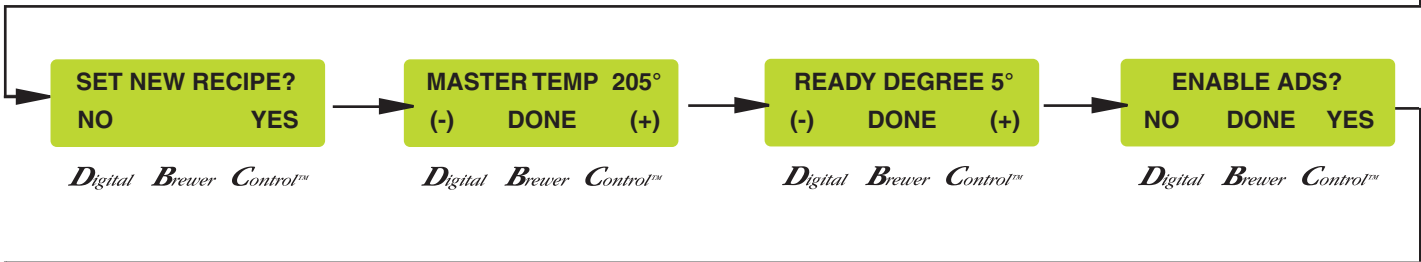 SET NEW RECIPE?
NO YES
Digital Brewer Control™
MASTER TEMP 205°
(-) DONE (+)
Digital Brewer Control™
READY DEGREE 5°
(-) DONE (+)
Digital Brewer Control™
ENABLE ADS?
NO DONE YES
Digital Brewer Control™